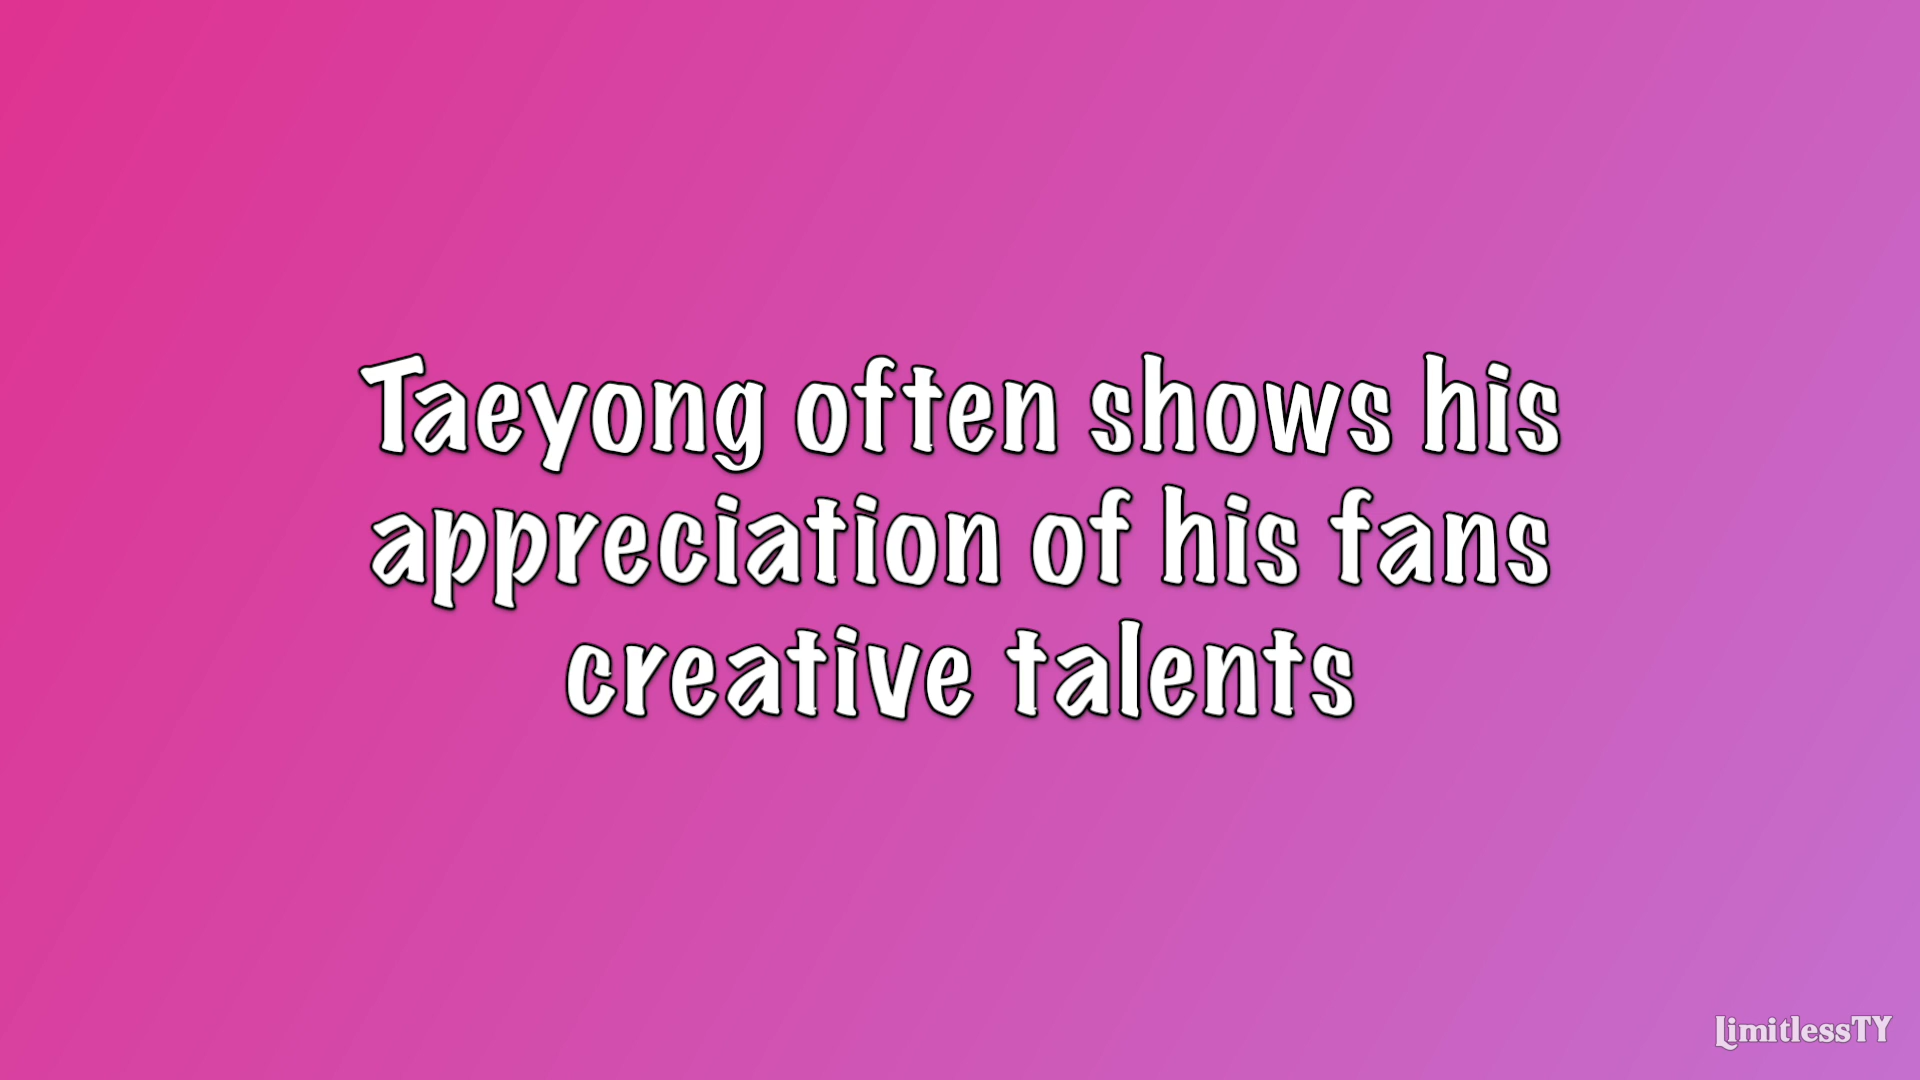 Taeyong often shows his
appreciation of his fans
creative talents
LimitlessTY